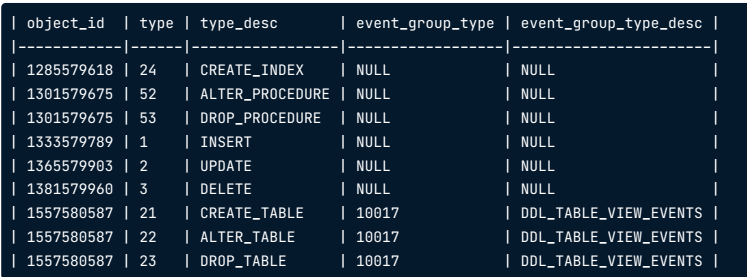 | object_id | type | type_desc | event_group_type | event_group_type_desc |
|------------|------|-----------------|------------------|-----------------------|
| 1285579618 | 24 | CREATE_INDEX | NULL | NULL |
| 1301579675 | 52 | ALTER_PROCEDURE | NULL | NULL |
| 1301579675 | 53 | DROP_PROCEDURE | NULL | NULL |
| 1333579789 | 1 | INSERT | NULL | NULL |
| 1365579903 | 2 | UPDATE | NULL | NULL |
| 1381579960 | 3 | DELETE | NULL | NULL |
| 1557580587 | 21 | CREATE_TABLE | 10017 | DDL_TABLE_VIEW_EVENTS |
| 1557580587 | 22 | ALTER_TABLE | 10017 | DDL_TABLE_VIEW_EVENTS |
| 1557580587 | 23 | DROP_TABLE | 10017 | DDL_TABLE_VIEW_EVENTS |